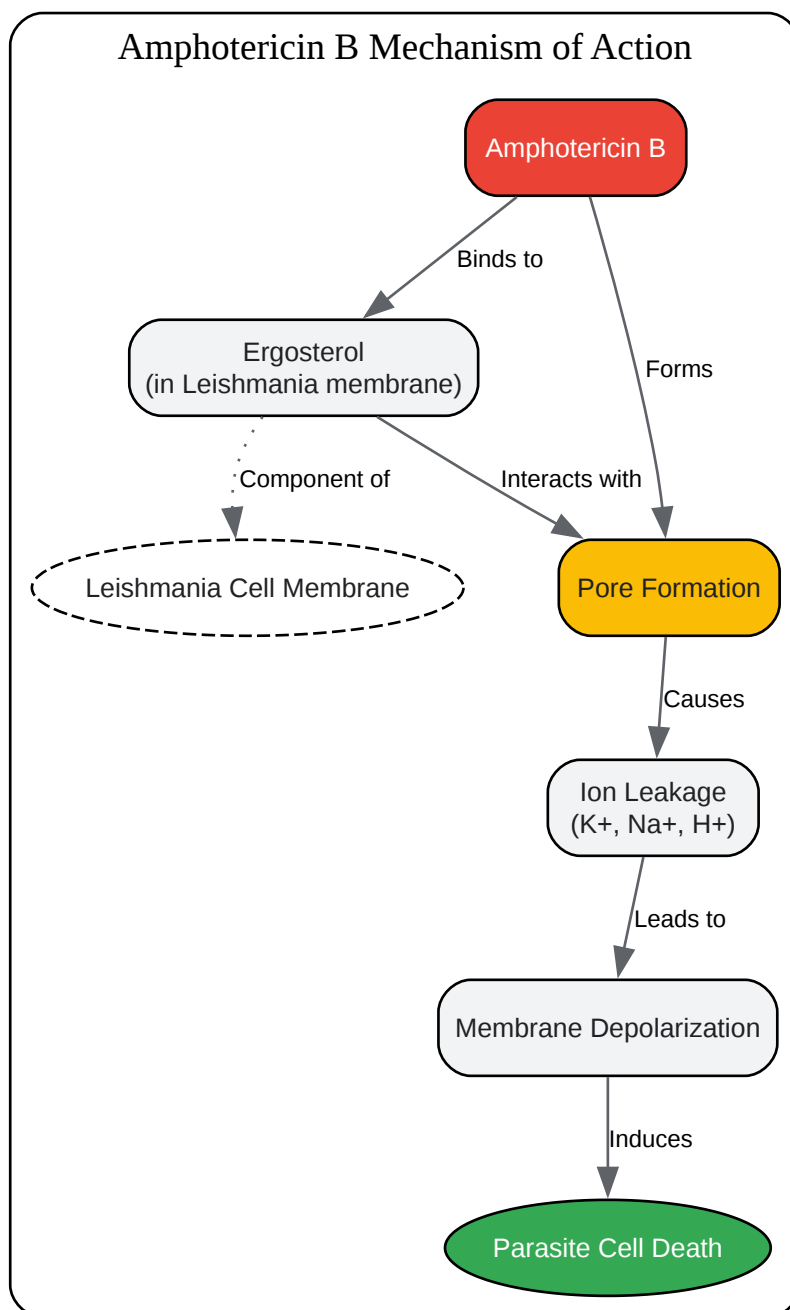 Amphotericin B Mechanism of Action
Amphotericin B
Binds to
Ergosterol
(in Leishmania membrane)
Forms
Component of
Interacts with
Leishmania Cell Membrane
Pore Formation
Causes
Ion Leakage
(K+, Na+, H+)
Leads to
Membrane Depolarization
Induces
Parasite Cell Death